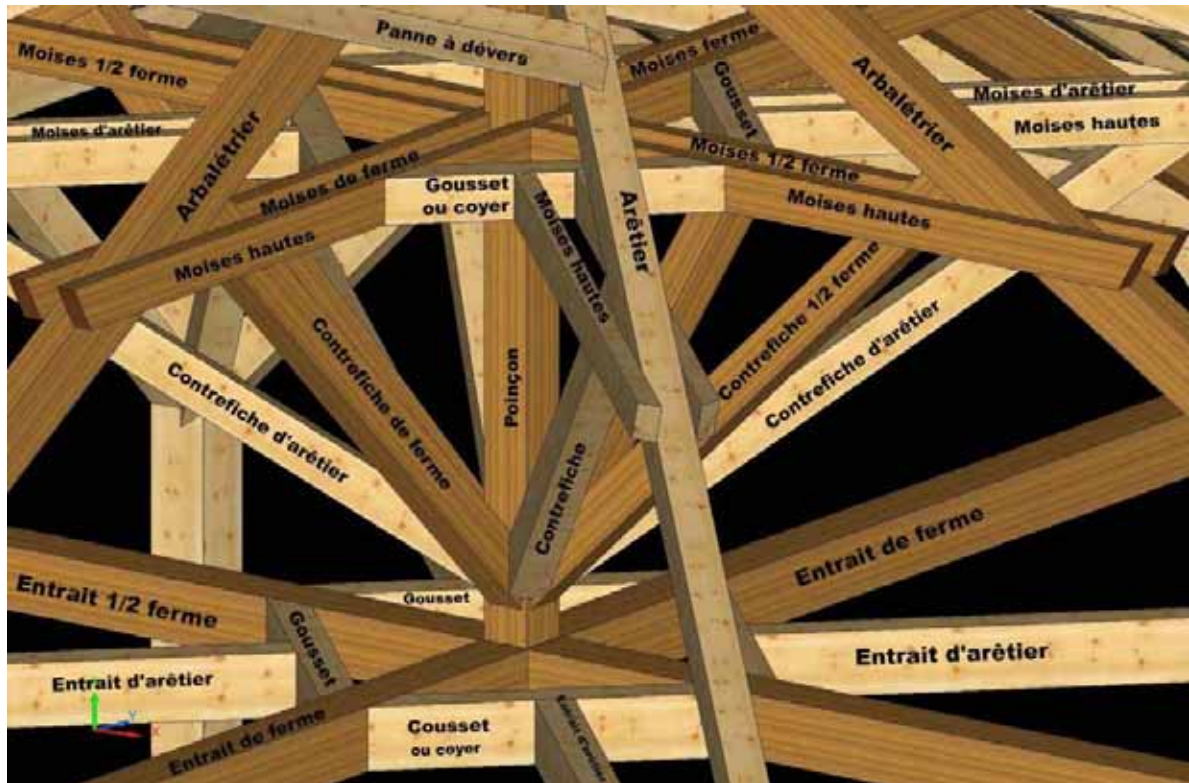 Panne à dévers
Moises ferme
Moises 1/2 ferme
Gousset
Arbalétrier
Moises d'arêtier
Moises hautes
Moises d'arêtier
Arbalétrier
Moises de ferme
Gousset
ou coyer
Moises 1/2 ferme
Moises hautes
Moises hautes
Moises hautes
Arêtier
Contrefiche de ferme
Poinçon
Contrefiche 1/2 ferme
Contrefiche d'arêtier
Contrefiche d'arêtier
Contrefiche
Entrait de ferme
Entrait 1/2 ferme
Gousset
Gousset
Entrait d'arêtier
Entrait d'arêtier
Entrait de ferme
Gousset
ou coyer
Y
X